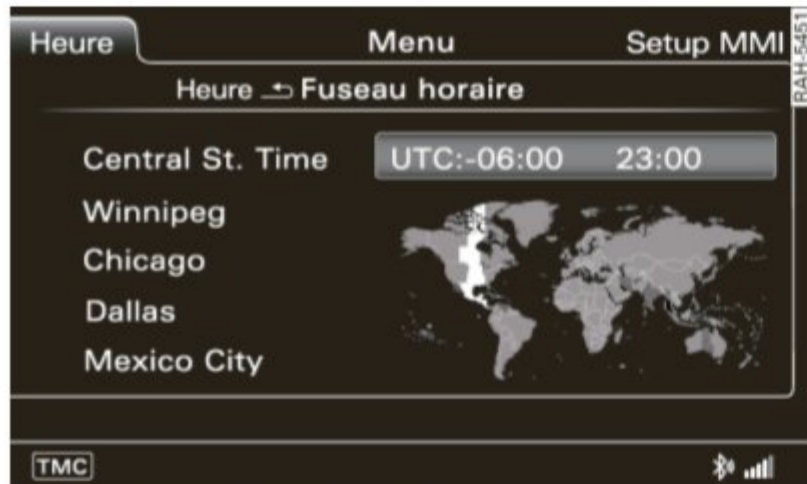 Heure Menu Setup MMI
Heure Fuseau horaire
Central St. Time UTC:-06:00 23:00
Winnipeg
Chicago
Dallas
Mexico City
TMC
RAH-5451